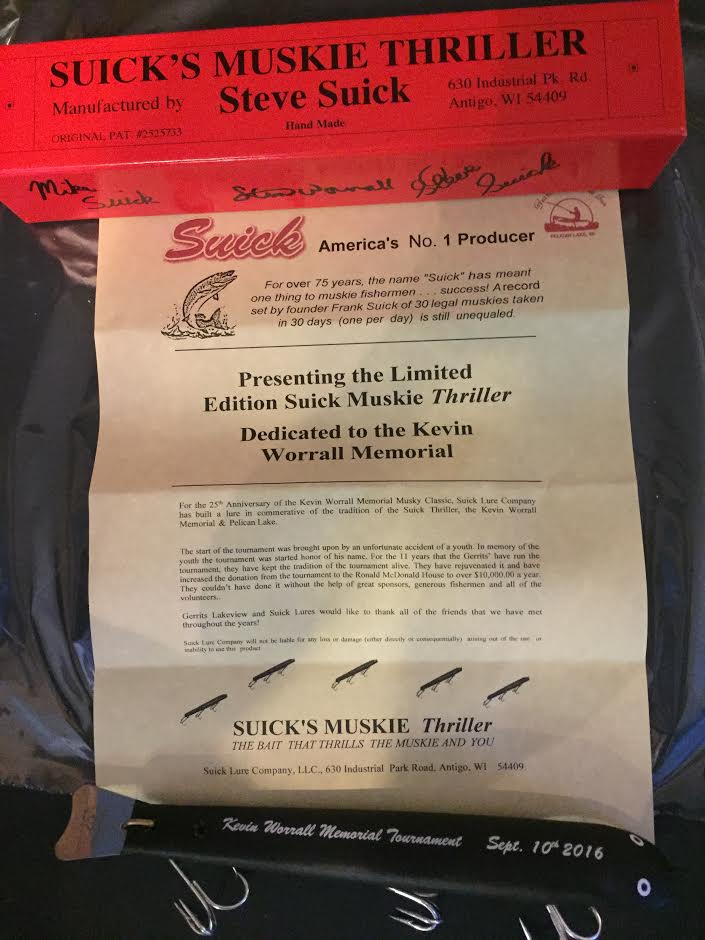 SUICK'S MUSKIE THRILLER
Manufactured by Steve Suick 630 Industrial Pk. Rd.
Antigo, WI 54409
ORIGINAL PAT #2525733 Hand Made
Mike Suick Steve Worrall Steve Suick
Suick America's No. 1 Producer
PELICAN LAKE, WI
For over 75 years, the name "Suick" has meant
one thing to muskie fishermen . . . success! A record
set by founder Frank Suick of 30 legal muskies taken
in 30 days (one per day) is still unequaled.
Presenting the Limited
Edition Suick Muskie Thriller
Dedicated to the Kevin
Worrall Memorial
For the 25th Anniversary of the Kevin Worrall Memorial Musky Classic, Suick Lure Company
has built a lure in commerative of the tradition of the Suick Thriller, the Kevin Worrall
Memorial & Pelican Lake.
The start of the tournament was brought upon by an unfortunate accident of a youth. In memory of the
youth the tournament was started honor of his name. For the 11 years that the Gerrits' have run the
tournament, they have kept the tradition of the tournament alive. They have rejuvenated it and have
increased the donation from the tournament to the Ronald McDonald House to over $10,000.00 a year.
They couldn't have done it without the help of great sponsors, generous fishermen and all of the
volunteers..
Gerrits Lakeview and Suick Lures would like to thank all of the friends that we have met
throughout the years!
Suick Lure Company will not be liable for any loss or damage (either directly or consequentially) arising out of the use or
inability to use this product
SUICK'S MUSKIE Thriller
THE BAIT THAT THRILLS THE MUSKIE AND YOU
Suick Lure Company, LLC., 630 Industrial Park Road, Antigo, WI 54409
Kevin Worrall Memorial Tournament Sept. 10th 2016